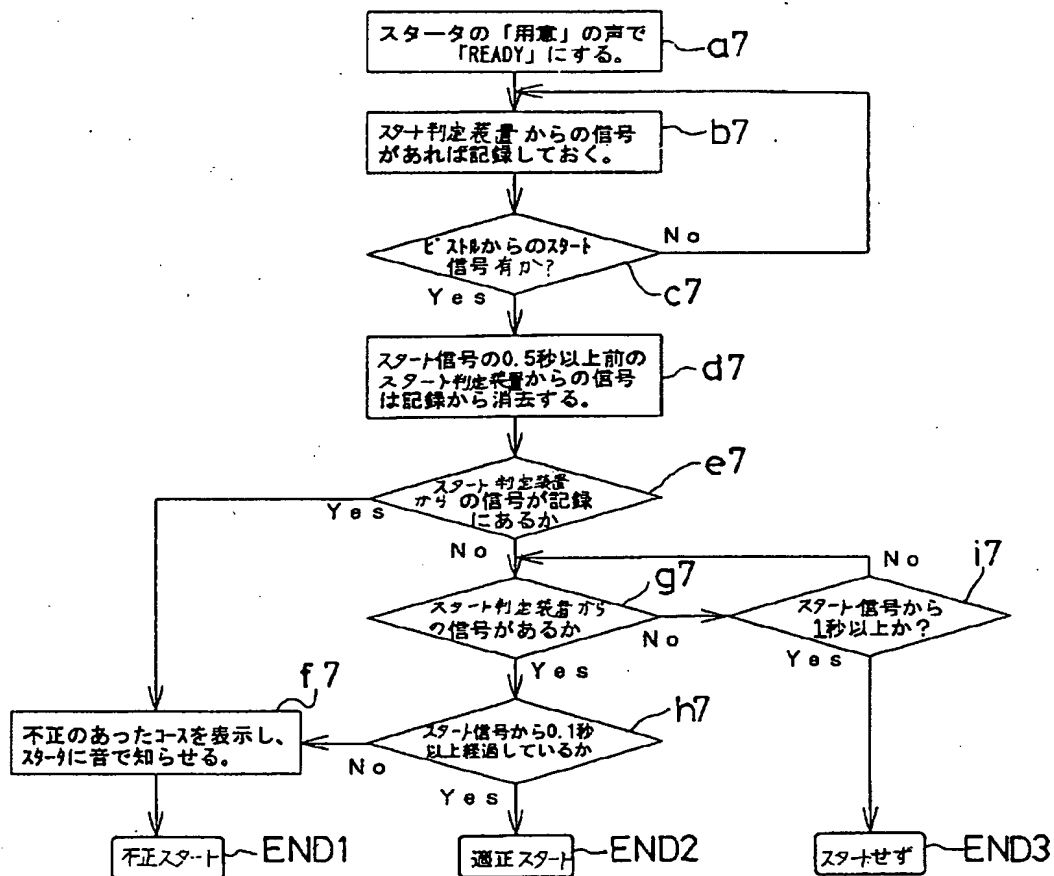 スタータの「用意」の声で
「READY」にする。
a7
スタート判定装置からの信号
があれば記録しておく。
b7
ピストルからのスタート
信号有か?
No
Yes
c7
スタート信号の0.5秒以上前の
スタート判定装置からの信号
は記録から消去する。
d7
スタート判定装置
からの信号が記録
にあるか
e7
Yes
No
スタート判定装置から
の信号があるか
g7
No
Yes
スタート信号から
1秒以上か?
i7
No
Yes
不正のあったコースを表示し、
スタータに音で知らせる。
f7
スタート信号から0.1秒
以上経過しているか
h7
No
Yes
不正スタート
END1
適正スタート
END2
スタートせず
END3